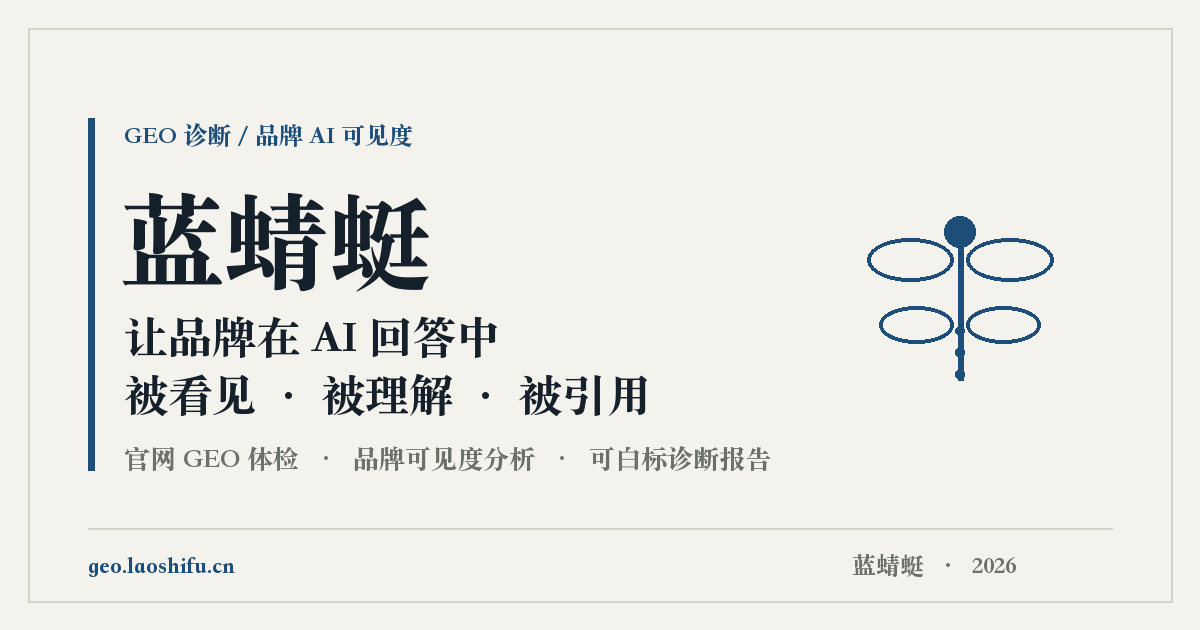 GEO 诊断 / 品牌 AI 可见度
蓝蜻蜓
让品牌在 AI 回答中
被看见 · 被理解 · 被引用
官网 GEO 体检 · 品牌可见度分析 · 可白标诊断报告
geo.laoshifu.cn
蓝蜻蜓 · 2026